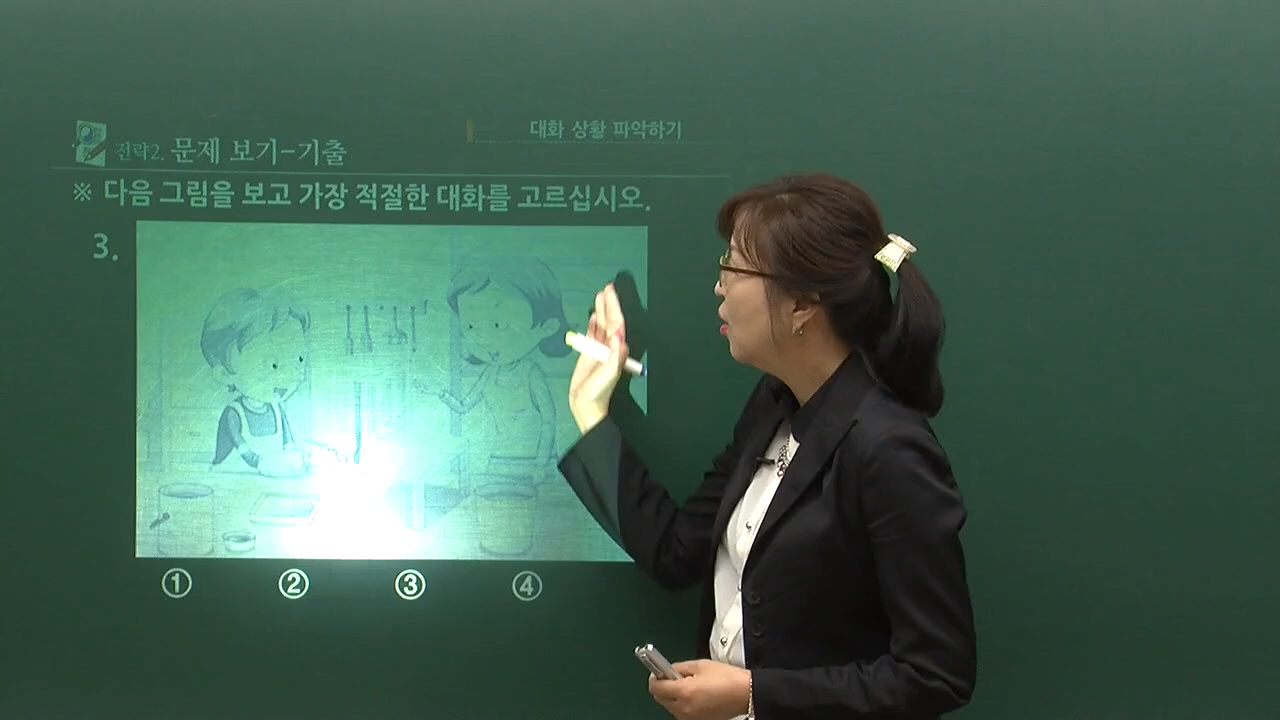 대화 상황 파악하기
전략2. 문제 보기-기출
※ 다음 그림을 보고 가장 적절한 대화를 고르십시오.
3.
① ② ③ ④